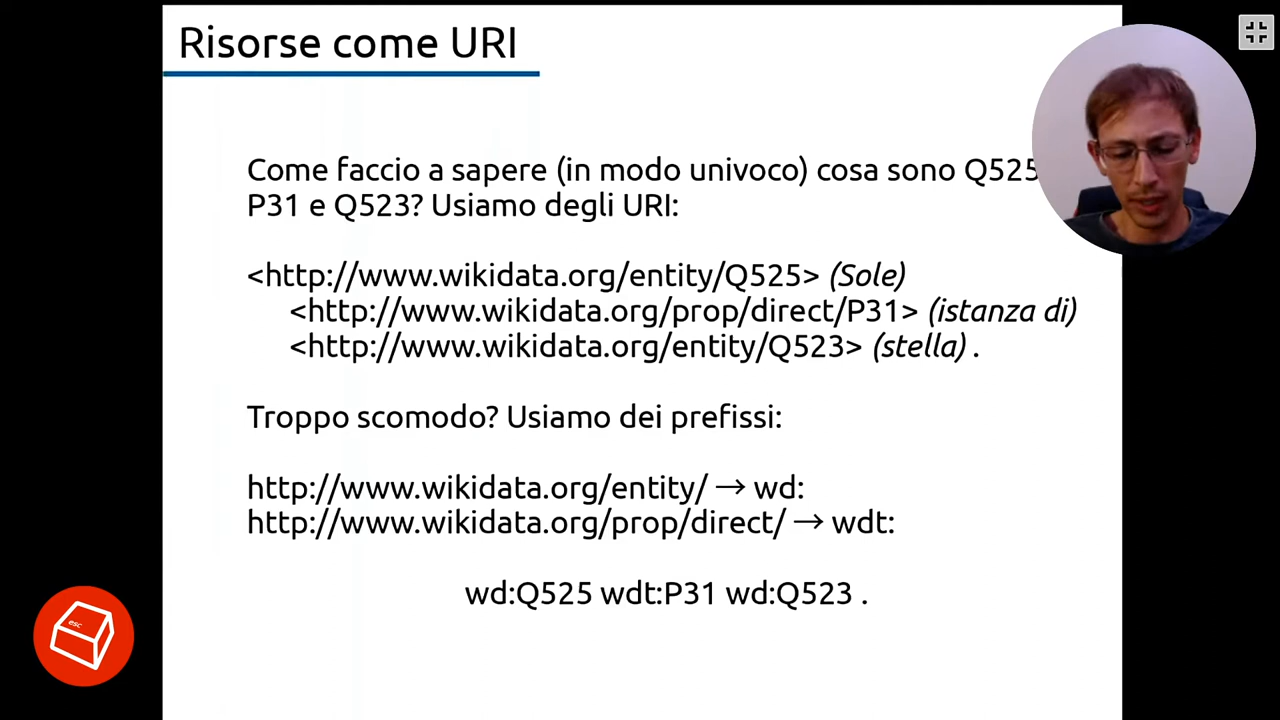 Risorse come URI
Come faccio a sapere (in modo univoco) cosa sono Q525
P31 e Q523? Usiamo degli URI:
<http://www.wikidata.org/entity/Q525> (Sole)
<http://www.wikidata.org/prop/direct/P31> (istanza di)
<http://www.wikidata.org/entity/Q523> (stella) .
Troppo scomodo? Usiamo dei prefissi:
http://www.wikidata.org/entity/ → wd:
http://www.wikidata.org/prop/direct/ → wdt:
wd:Q525 wdt:P31 wd:Q523 .
esc